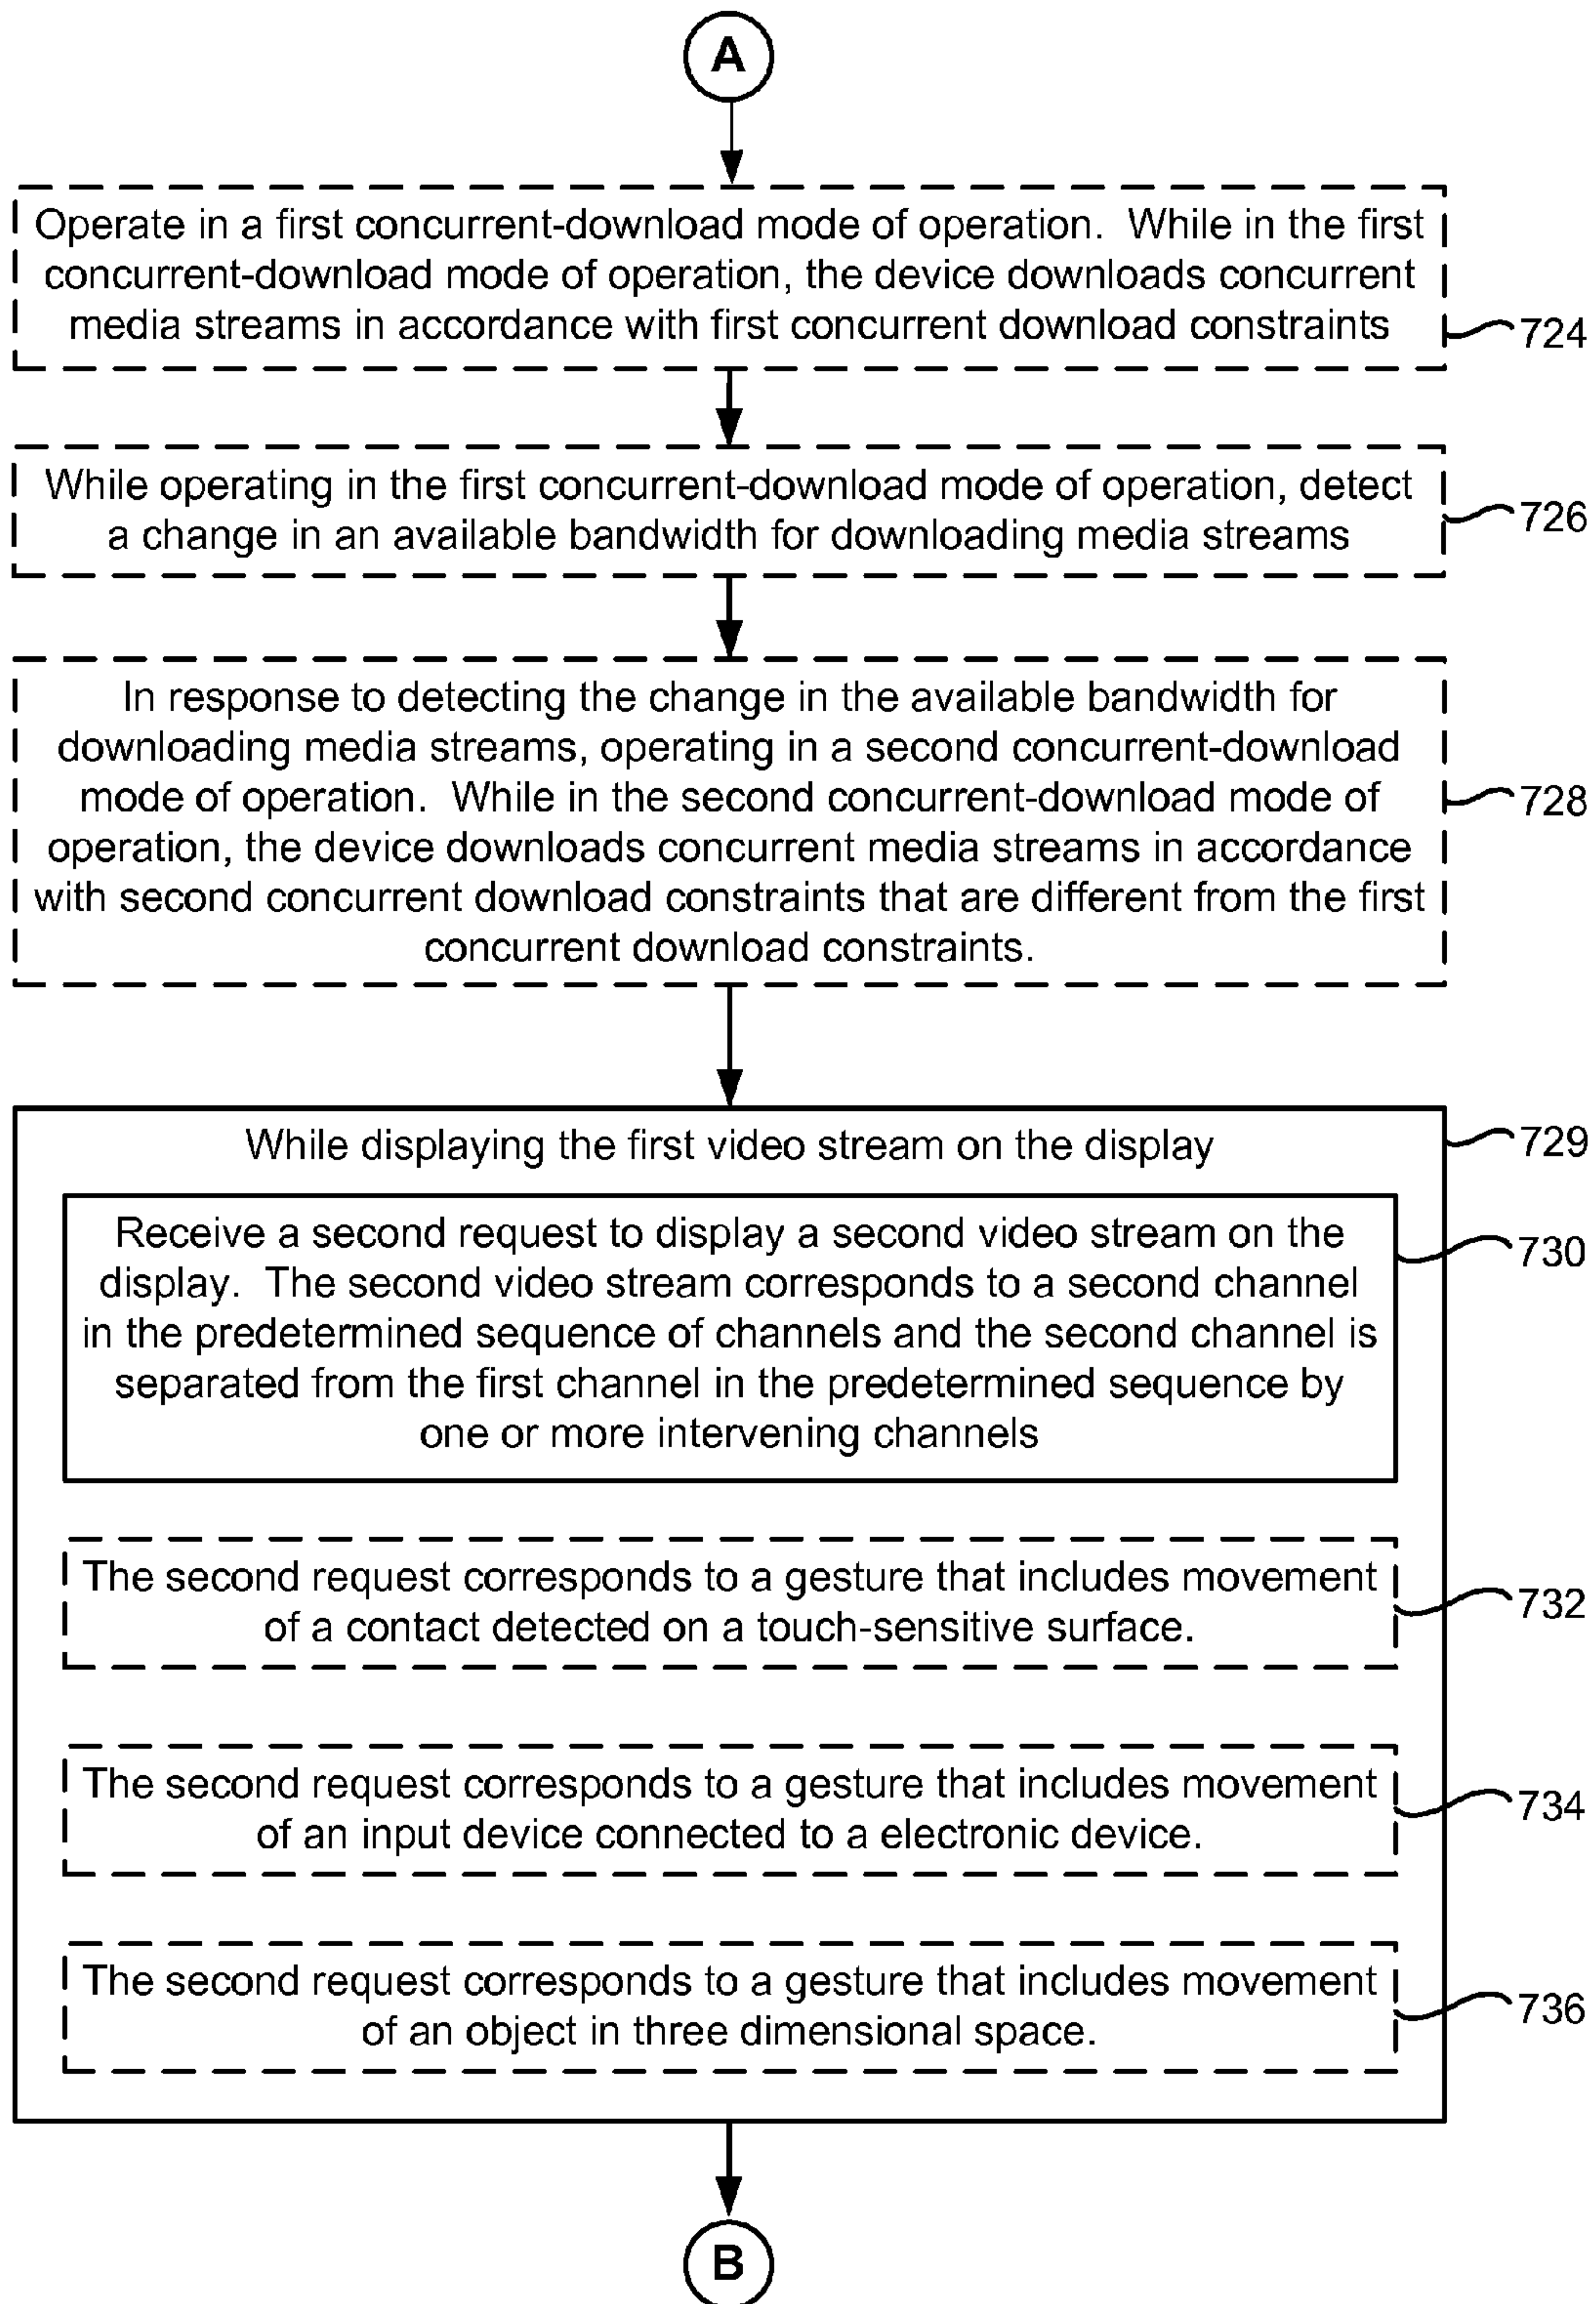 A
Operate in a first concurrent-download mode of operation. While in the first
concurrent-download mode of operation, the device downloads concurrent
media streams in accordance with first concurrent download constraints
724
While operating in the first concurrent-download mode of operation, detect
a change in an available bandwidth for downloading media streams
726
In response to detecting the change in the available bandwidth for
downloading media streams, operating in a second concurrent-download
mode of operation. While in the second concurrent-download mode of
operation, the device downloads concurrent media streams in accordance
with second concurrent download constraints that are different from the first
concurrent download constraints.
728
While displaying the first video stream on the display
729
Receive a second request to display a second video stream on the
display. The second video stream corresponds to a second channel
in the predetermined sequence of channels and the second channel is
separated from the first channel in the predetermined sequence by
one or more intervening channels
730
The second request corresponds to a gesture that includes movement
of a contact detected on a touch-sensitive surface.
732
The second request corresponds to a gesture that includes movement
of an input device connected to a electronic device.
734
The second request corresponds to a gesture that includes movement
of an object in three dimensional space.
736
B